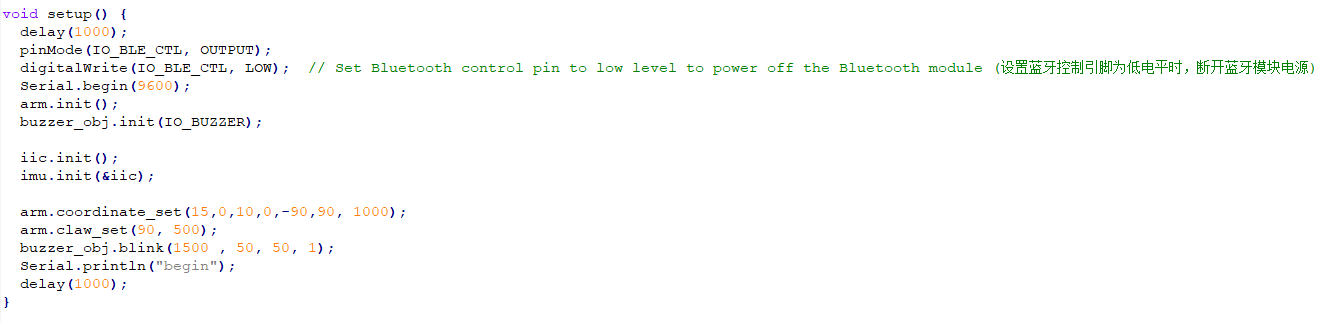 void setup() {
  delay(1000);
  pinMode(IO_BLE_CTL, OUTPUT);
  digitalWrite(IO_BLE_CTL, LOW);  // Set Bluetooth control pin to low level to power off the Bluetooth module (设置蓝牙控制引脚为低电平时，断开蓝牙模块电源)
  Serial.begin(9600);
  arm.init();
  buzzer_obj.init(IO_BUZZER);

  iic.init();
  imu.init(&iic);

  arm.coordinate_set(15,0,10,0,-90,90, 1000);
  arm.claw_set(90, 500);
  buzzer_obj.blink(1500 , 50, 50, 1);
  Serial.println("begin");
  delay(1000);
}